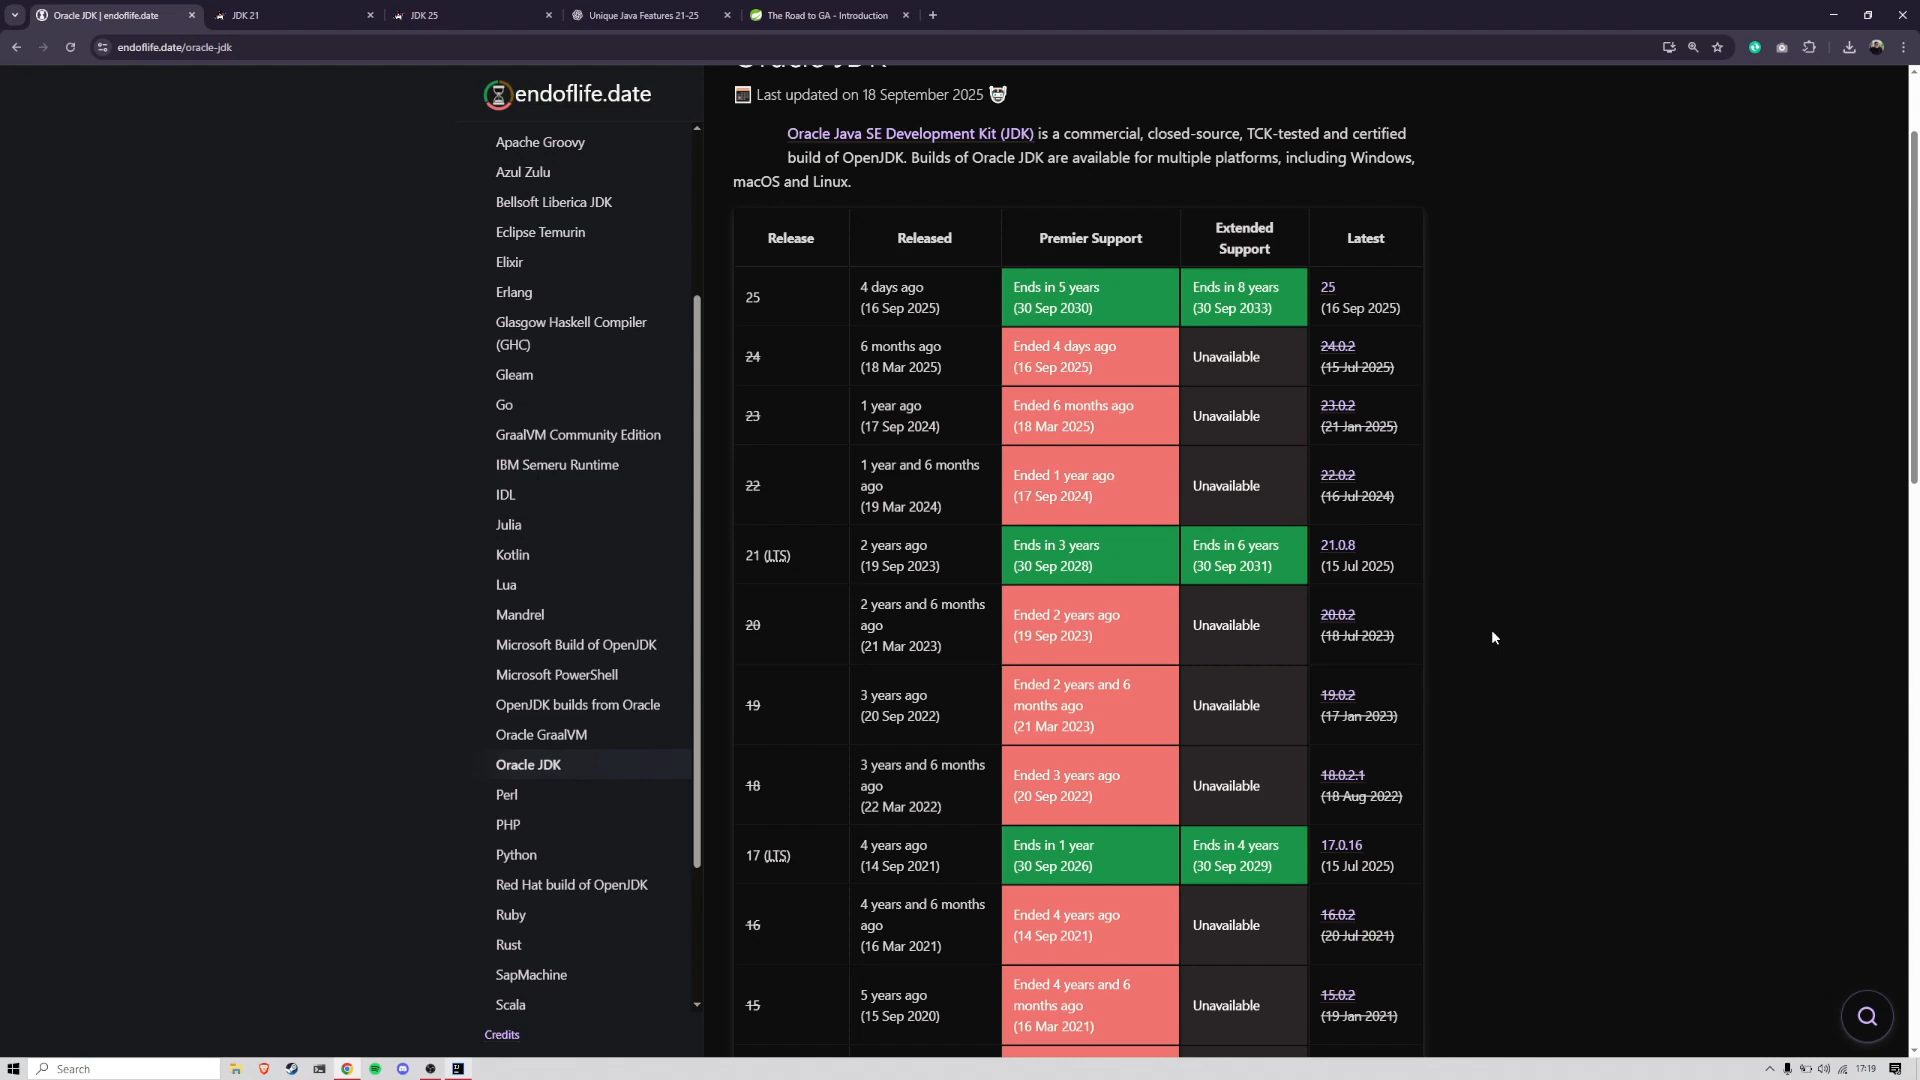 Oracle JDK | endoflife.date
JDK 21
JDK 25
Unique Java Features 21-25
The Road to GA - Introduction
endoflife.date/oracle-jdk
endoflife.date
Apache Groovy
Azul Zulu
Bellsoft Liberica JDK
Eclipse Temurin
Elixir
Erlang
Glasgow Haskell Compiler
(GHC)
Gleam
Go
GraalVM Community Edition
IBM Semeru Runtime
IDL
Julia
Kotlin
Lua
Mandrel
Microsoft Build of OpenJDK
Microsoft PowerShell
OpenJDK builds from Oracle
Oracle GraalVM
Oracle JDK
Perl
PHP
Python
Red Hat build of OpenJDK
Ruby
Rust
SapMachine
Scala
Credits
Oracle JDK
Last updated on 18 September 2025
Oracle Java SE Development Kit (JDK) is a commercial, closed-source, TCK-tested and certified
build of OpenJDK. Builds of Oracle JDK are available for multiple platforms, including Windows,
macOS and Linux.
Release Released Premier Support Extended Support Latest
25 4 days ago (16 Sep 2025) Ends in 5 years (30 Sep 2030) Ends in 8 years (30 Sep 2033) 25 (16 Sep 2025)
24 6 months ago (18 Mar 2025) Ended 4 days ago (16 Sep 2025) Unavailable 24.0.2 (15 Jul 2025)
23 1 year ago (17 Sep 2024) Ended 6 months ago (18 Mar 2025) Unavailable 23.0.2 (21 Jan 2025)
22 1 year and 6 months ago (19 Mar 2024) Ended 1 year ago (17 Sep 2024) Unavailable 22.0.2 (16 Jul 2024)
21 (LTS) 2 years ago (19 Sep 2023) Ends in 3 years (30 Sep 2028) Ends in 6 years (30 Sep 2031) 21.0.8 (15 Jul 2025)
20 2 years and 6 months ago (21 Mar 2023) Ended 2 years ago (19 Sep 2023) Unavailable 20.0.2 (18 Jul 2023)
19 3 years ago (20 Sep 2022) Ended 2 years and 6 months ago (21 Mar 2023) Unavailable 19.0.2 (17 Jan 2023)
18 3 years and 6 months ago (22 Mar 2022) Ended 3 years ago (20 Sep 2022) Unavailable 18.0.2.1 (18 Aug 2022)
17 (LTS) 4 years ago (14 Sep 2021) Ends in 1 year (30 Sep 2026) Ends in 4 years (30 Sep 2029) 17.0.16 (15 Jul 2025)
16 4 years and 6 months ago (16 Mar 2021) Ended 4 years ago (14 Sep 2021) Unavailable 16.0.2 (20 Jul 2021)
15 5 years ago (15 Sep 2020) Ended 4 years and 6 months ago (16 Mar 2021) Unavailable 15.0.2 (19 Jan 2021)
Search
17:19